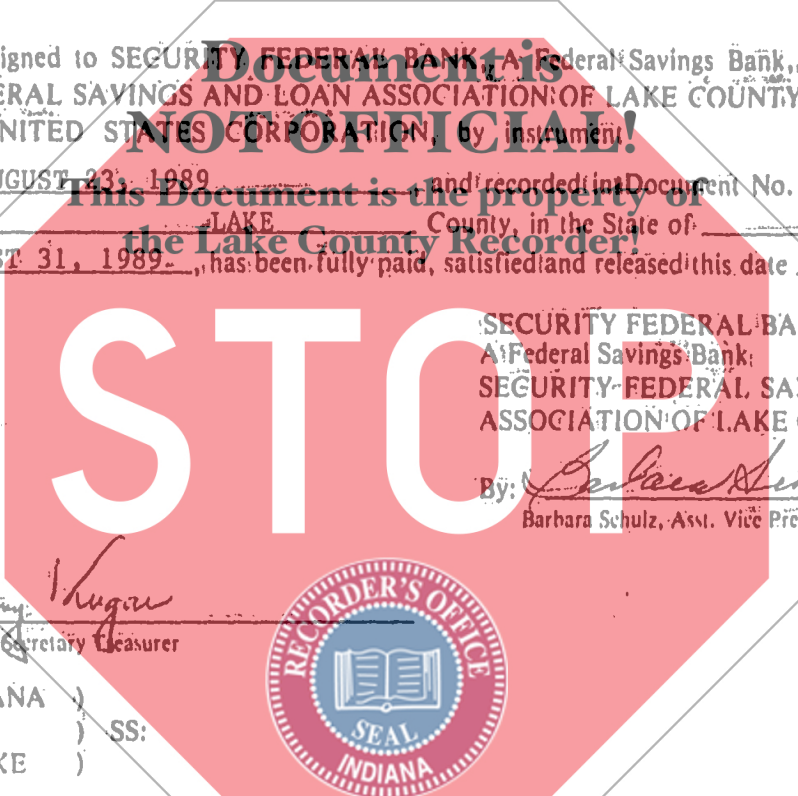 igned to SECURITY FEDERAL BANK, A Federal Savings Bank,
Document is
ERAL SAVINGS AND LOAN ASSOCIATION OF LAKE COUNTY
NOT OFFICIAL!
NITED STATES CORPORATION, by instrument
UGUST 23, 1989 and recorded in Document No.
This Document is the property of
LAKE County, in the State of
the Lake County Recorder!
ST 31, 1989, has been fully paid, satisfied and released this date
STOP
SECURITY FEDERAL BA
A Federal Savings Bank
SECURITY FEDERAL SA
ASSOCIATION OF LAKE
By: Barbara
Barbara Schulz, Asst. Vice Pre
Secretary Treasurer
ANA )
) SS:
KE )
RECORDER'S OFFICE
SEAL
INDIANA